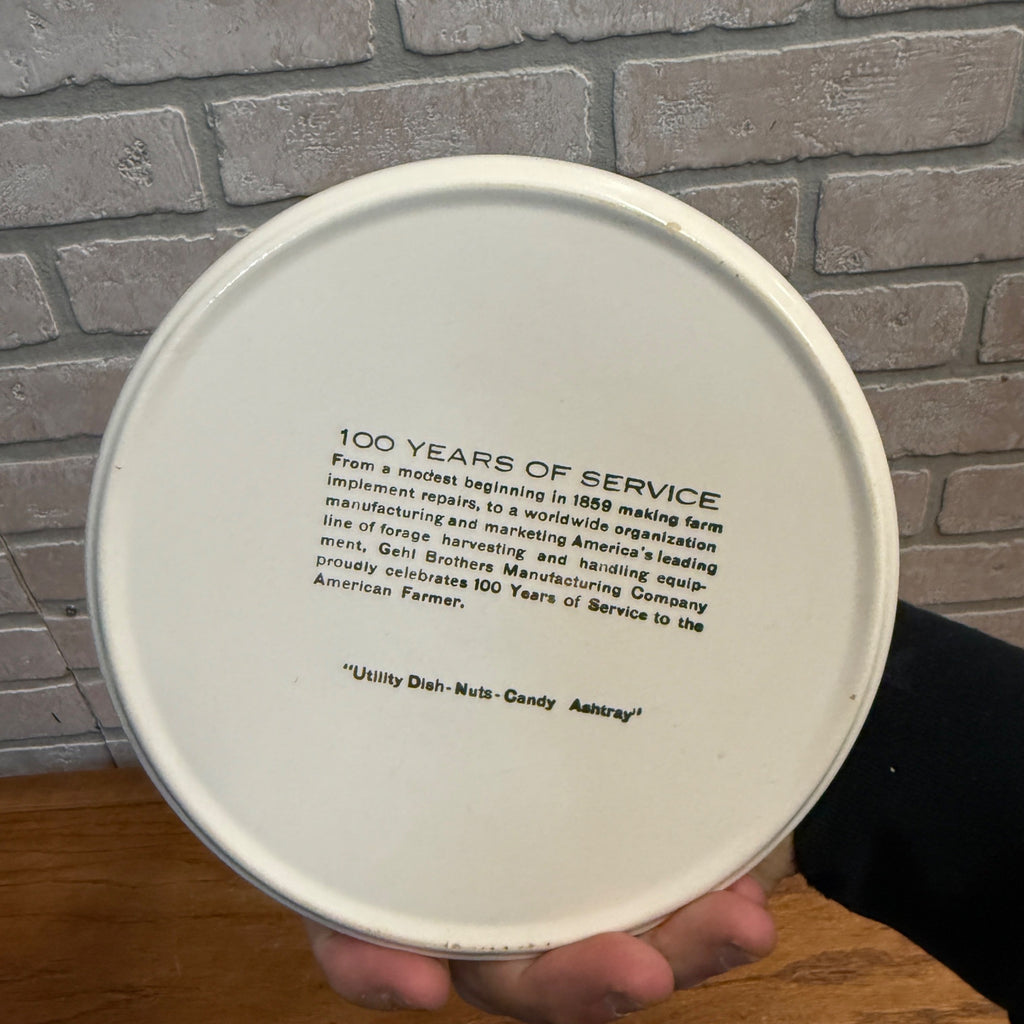 100 YEARS OF SERVICE
From a modest beginning in 1859 making farm
implement repairs, to a worldwide organization
manufacturing and marketing America's leading
line of forage harvesting and handling equip-
ment, Gehl Brothers Manufacturing Company
proudly celebrates 100 Years of Service to the
American Farmer.
"Utility Dish-Nuts-Candy Ashtray"